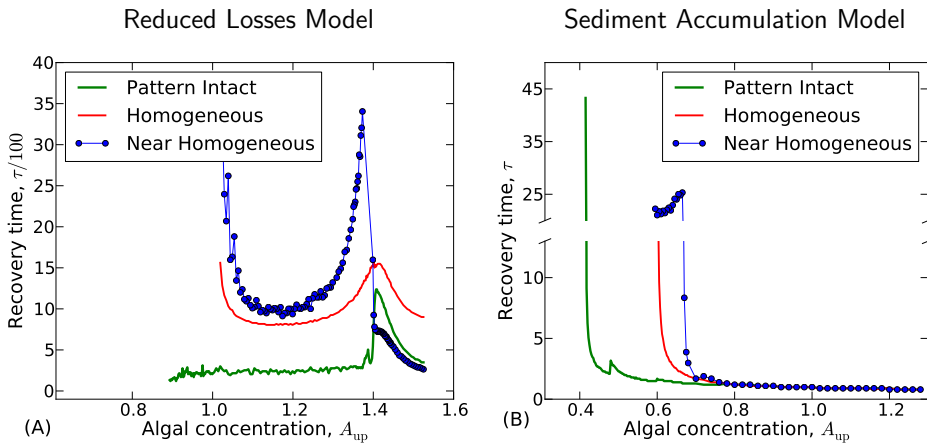 Reduced Losses Model
Sediment Accumulation Model
40
35
30
25
20
15
10
5
0
Recovery time, τ/100
Pattern Intact
Homogeneous
Near Homogeneous
0.8
1.0
1.2
1.4
1.6
(A)
Algal concentration, A_up
45
35
25
10
5
0
Recovery time, τ
Pattern Intact
Homogeneous
Near Homogeneous
0.4
0.6
0.8
1.0
1.2
(B)
Algal concentration, A_up